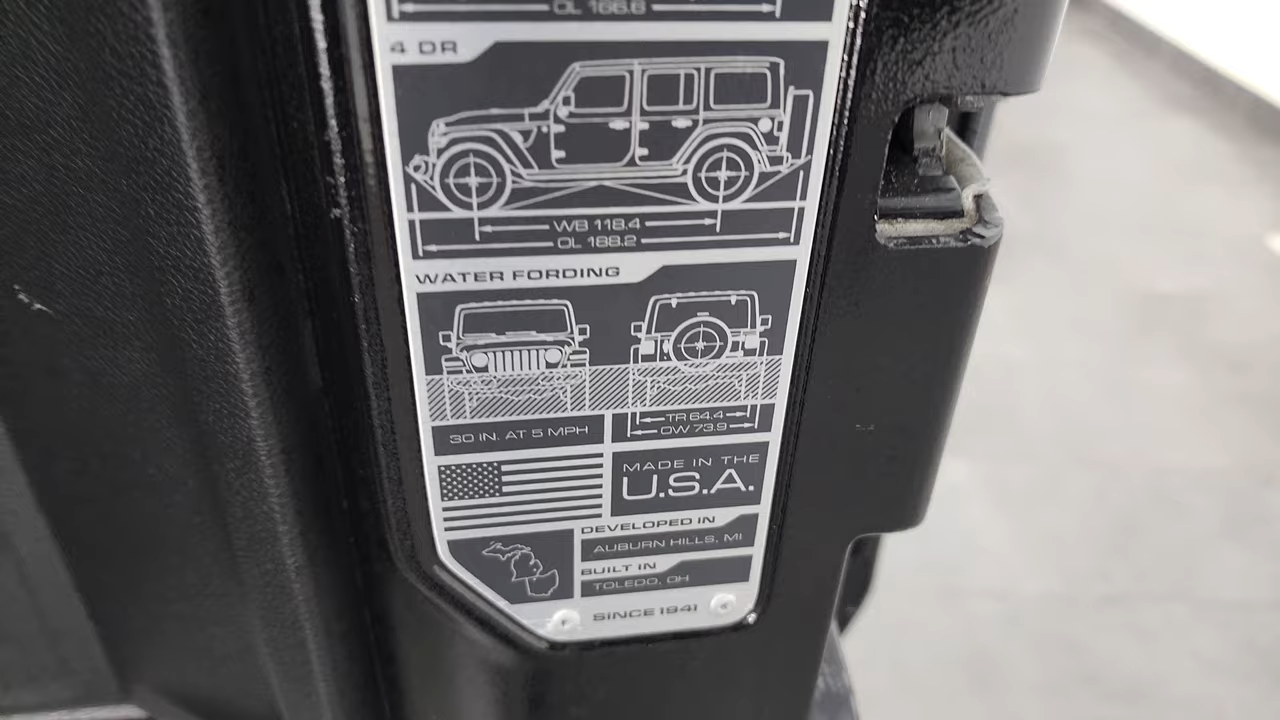 OL 166.6
4 DR
WB 118.4
OL 188.2
WATER FORDING
TR 64.4
OW 73.9
30 IN. AT 5 MPH
MADE IN THE
U.S.A.
DEVELOPED IN
AUBURN HILLS, MI
BUILT IN
TOLEDO, OH
SINCE 1941